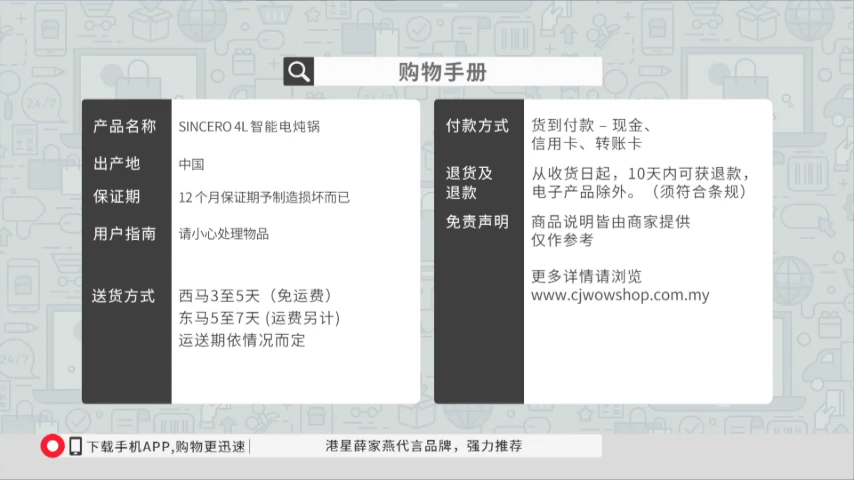 购物手册
产品名称 SINCERO 4L 智能电炖锅
出产地 中国
保证期 12 个月保证期予制造损坏而已
用户指南 请小心处理物品
送货方式 西马3至5天（免运费）
东马5至7天 (运费另计)
运送期依情况而定
付款方式 货到付款 – 现金、
信用卡、转账卡
退货及 从收货日起，10天内可获退款，
退款 电子产品除外。（须符合条规）
免责声明 商品说明皆由商家提供
仅作参考
更多详情请浏览
www.cjwowshop.com.my
下载手机APP,购物更迅速 港星薛家燕代言品牌，强力推荐
24/7
24/7